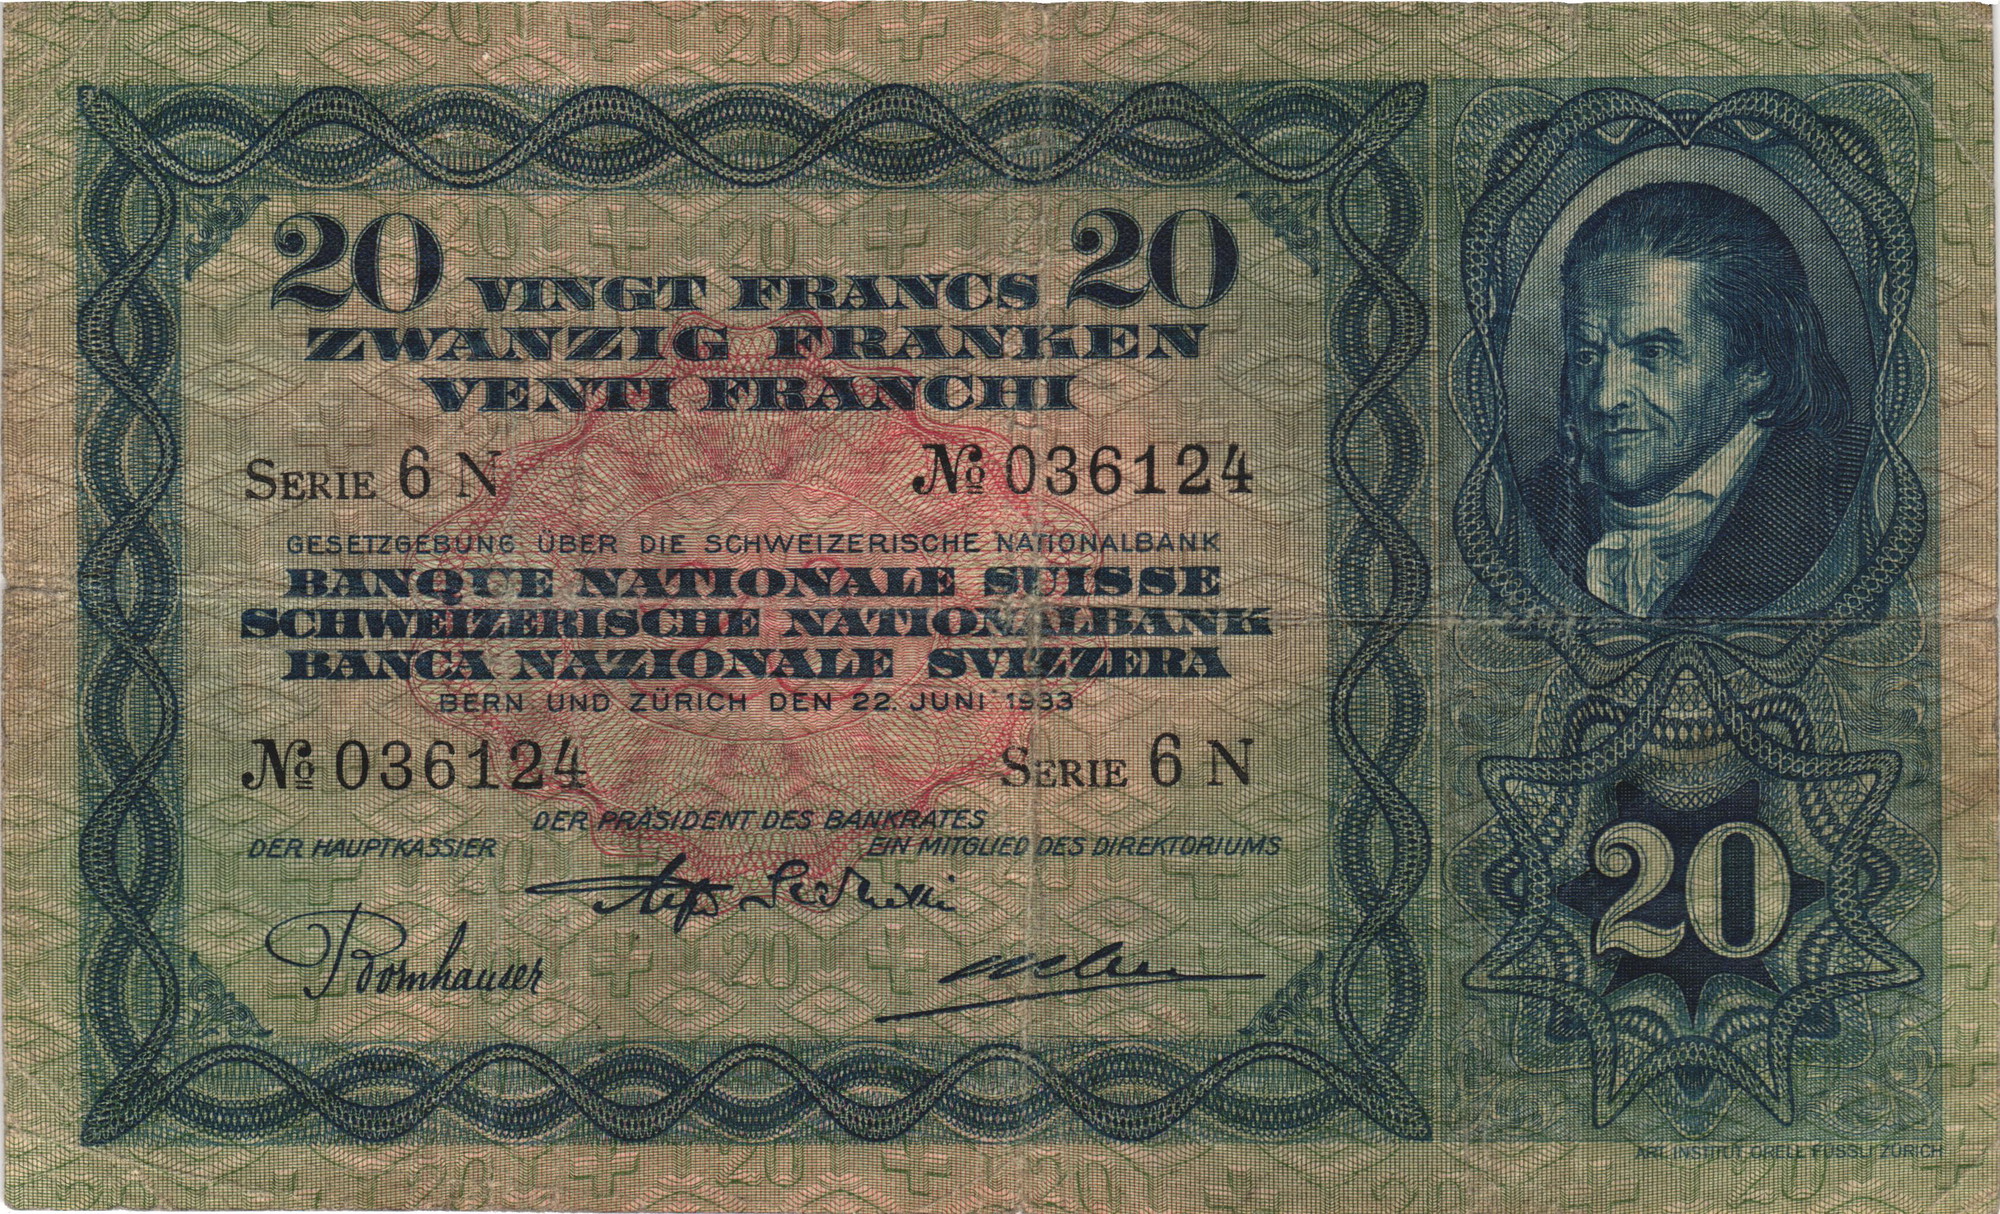 20 VINGT FRANCS 20
ZWANZIG FRANKEN
VENTI FRANCHI
SERIE 6 N № 036124
GESETZGEBUNG ÜBER DIE SCHWEIZERISCHE NATIONALBANK
BANQUE NATIONALE SUISSE
SCHWEIZERISCHE NATIONALBANK
BANCA NAZIONALE SVIZZERA
BERN UND ZÜRICH DEN 22. JUNI 1933
№ 036124 SERIE 6 N
DER PRÄSIDENT DES BANKRATES
DER HAUPTKASSIER EIN MITGLIED DES DIREKTORIUMS
Bornhauser
20
ART. INSTITUT ORELL FÜSSLI ZÜRICH